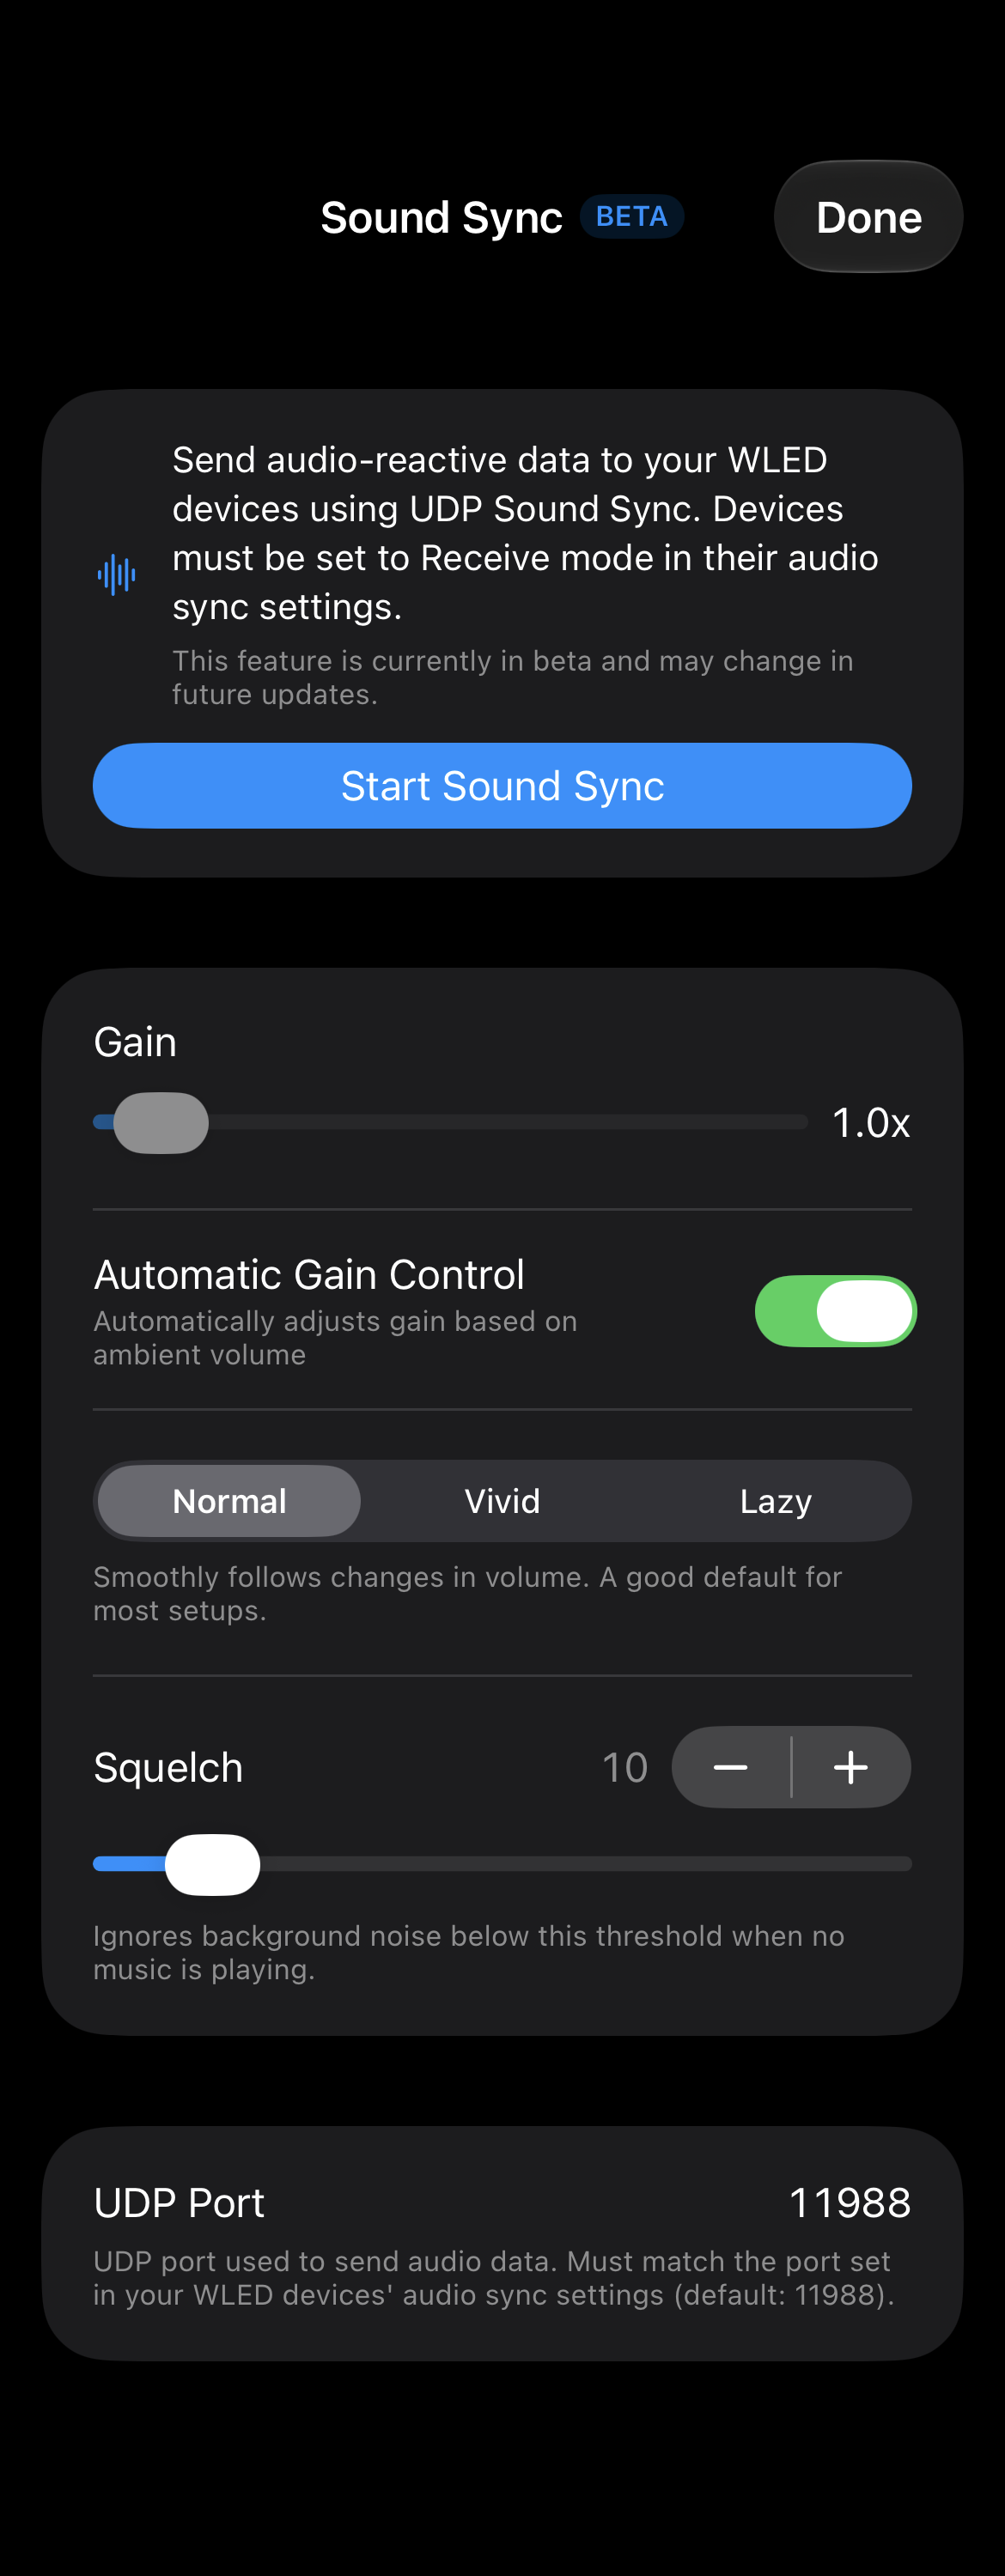 Sound Sync BETA
Done
Send audio-reactive data to your WLED
devices using UDP Sound Sync. Devices
must be set to Receive mode in their audio
sync settings.
This feature is currently in beta and may change in
future updates.
Start Sound Sync
Gain
1.0x
Automatic Gain Control
Automatically adjusts gain based on
ambient volume
Normal Vivid Lazy
Smoothly follows changes in volume. A good default for
most setups.
Squelch 10 − +
Ignores background noise below this threshold when no
music is playing.
UDP Port 11988
UDP port used to send audio data. Must match the port set
in your WLED devices' audio sync settings (default: 11988).